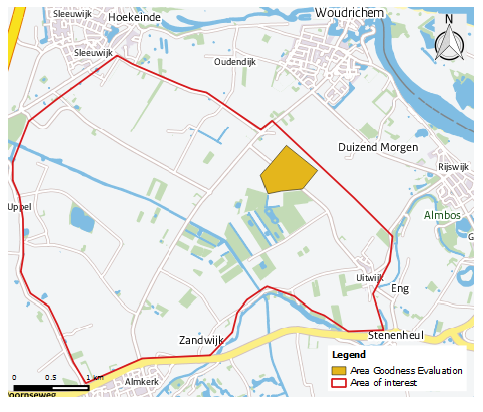 Sleeuwijk
Hoekeinde
Woudrichem
N
Sleeuwijk
Oudendijk
Duizend Morgen
Rijswijk
Uppel
Almbos
Uitwijk
Eng
Zandwijk
Stenenheul
Legend
Area Goodness Evaluation
Area of interest
0 0.5 1 km
Almkerk